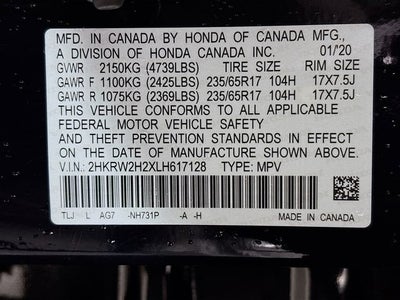 MFD. IN CANADA BY HONDA OF CANADA MFG.,
A DIVISION OF HONDA CANADA INC. 01/20
GVWR 2150KG (4739LBS) TIRE SIZE RIM SIZE
GAWR F 1100KG (2425LBS) 235/65R17 104H 17X7.5J
GAWR R 1075KG (2369LBS) 235/65R17 104H 17X7.5J
THIS VEHICLE CONFORMS TO ALL APPLICABLE
FEDERAL MOTOR VEHICLE SAFETY
AND THEFT PREVENTION STANDARDS IN EFFECT
ON THE DATE OF MANUFACTURE SHOWN ABOVE.
V.I.N.: 2HKRW2H2XLH617128 TYPE: MPV
TLJ L AG7 -NH731P -A -H MADE IN CANADA